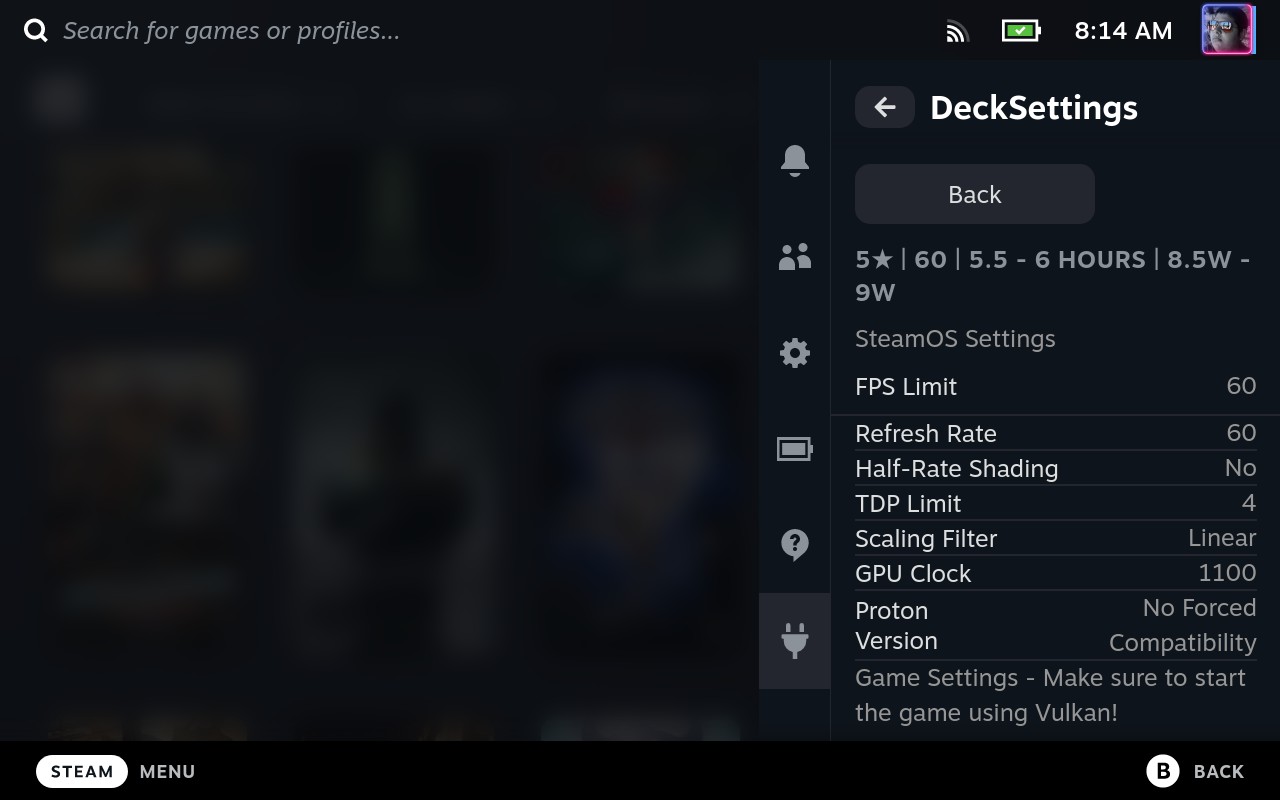 Search for games or profiles...
8:14 AM
DeckSettings
Back
5★ | 60 | 5.5 - 6 HOURS | 8.5W -
9W
SteamOS Settings
FPS Limit 60
Refresh Rate 60
Half-Rate Shading No
TDP Limit 4
Scaling Filter Linear
GPU Clock 1100
Proton No Forced
Version Compatibility
Game Settings - Make sure to start
the game using Vulkan!
STEAM MENU
B BACK